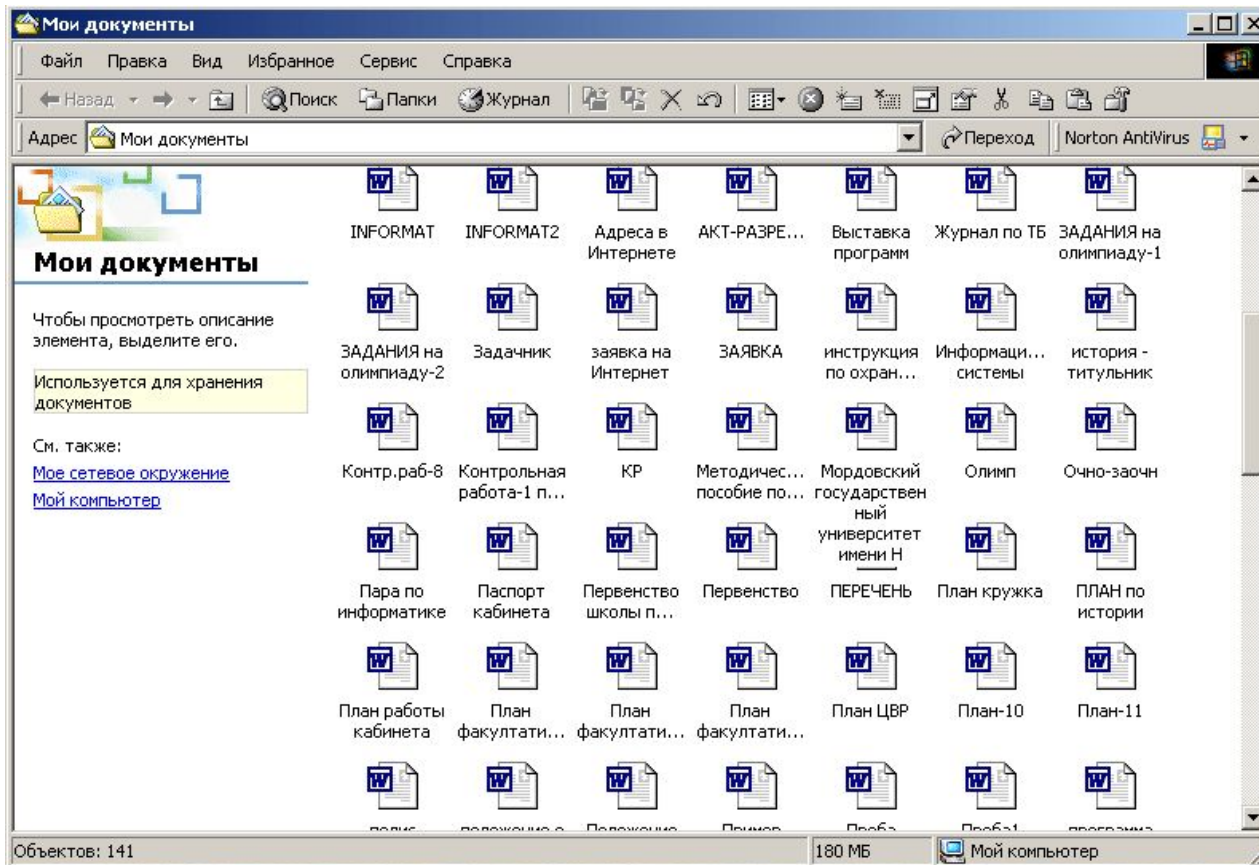 Мои документы
Файл Правка Вид Избранное Сервис Справка
Назад Поиск Папки Журнал
Адрес Мои документы Переход Norton AntiVirus
Мои документы
Чтобы просмотреть описание
элемента, выделите его.
Используется для хранения
документов
См. также:
Мое сетевое окружение
Мой компьютер
INFORMAT INFORMAT2 Адреса в АКТ-РАЗРЕ... Выставка Журнал по ТБ ЗАДАНИЯ на
Интернете программ олимпиаду-1
ЗАДАНИЯ на Задачник заявка на ЗАЯВКА инструкция Информаци... история -
олимпиаду-2 Интернет по охран... системы титульник
Контр.раб-8 Контрольная КР Методичес... Мордовский Олимп Очно-заочн
работа-1 п... пособие по... государствен
ный
университет
имени Н
Пара по Паспорт Первенство Первенство ПЕРЕЧЕНЬ План кружка ПЛАН по
информатике кабинета школы п... истории
План работы План План План План ЦВР План-10 План-11
кабинета факултати... факултати... факултати...
Объектов: 141 180 МБ Мой компьютер